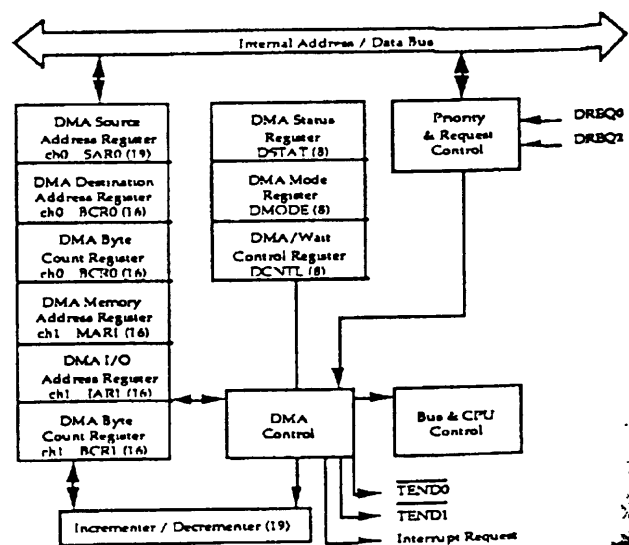 Internal Address / Data Bus
DMA Source
Address Register
ch0 SAR0 (19)
DMA Destination
Address Register
ch0 BCR0 (16)
DMA Byte
Count Register
ch0 BCR0 (16)
DMA Memory
Address Register
ch1 MAR1 (16)
DMA I/O
Address Register
ch1 IAR1 (16)
DMA Byte
Count Register
ch1 BCR1 (16)
DMA Status
Register
DSTAT (8)
DMA Mode
Register
DMODE (8)
DMA/Wait
Control Register
DCNTL (8)
Priority
& Request
Control
DREQ0
DREQ2
DMA
Control
Bus & CPU
Control
TEND0
TEND1
Interrupt Request
Incrementer / Decrementer (19)